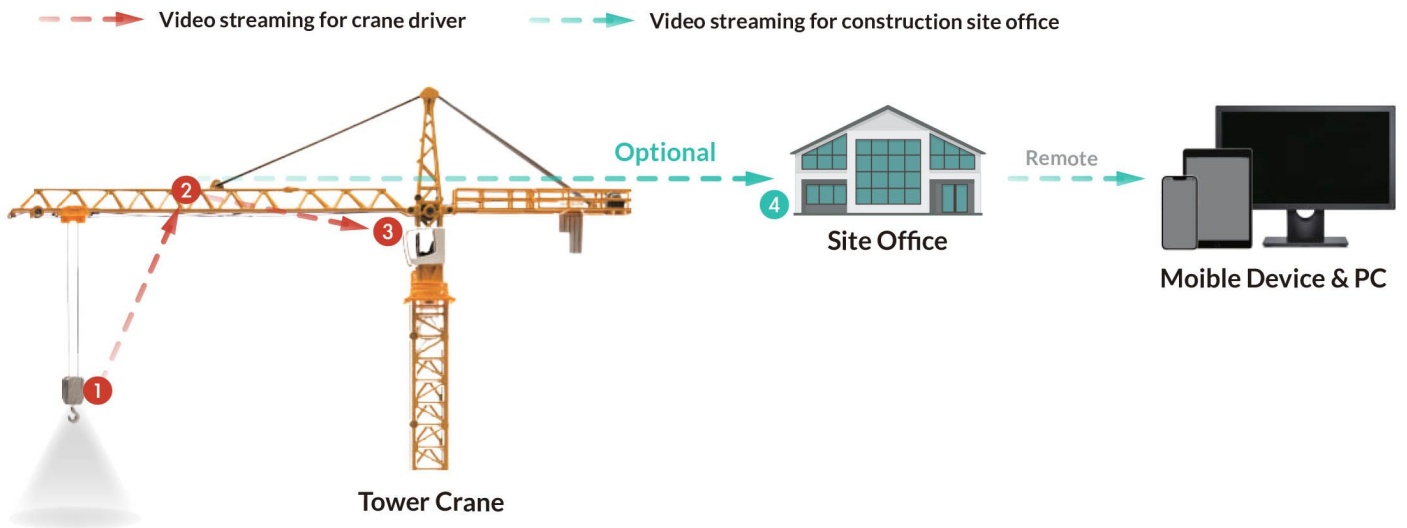 Video streaming for crane driver
Video streaming for construction site office
Optional
Remote
2
3
4
1
Site Office
Moible Device & PC
Tower Crane